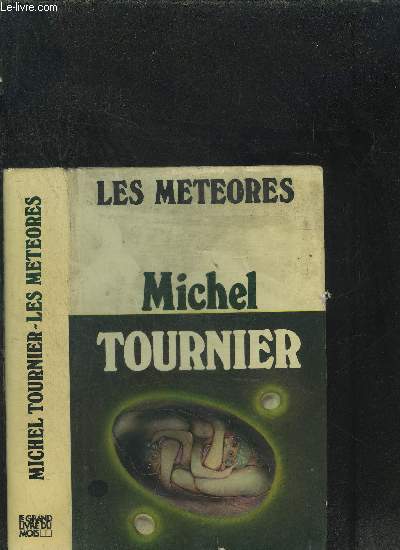 Le-livre.com
LES METEORES
Michel
TOURNIER
MICHEL TOURNIER-LES METEORES
LE GRAND
LIVRE DU
MOIS